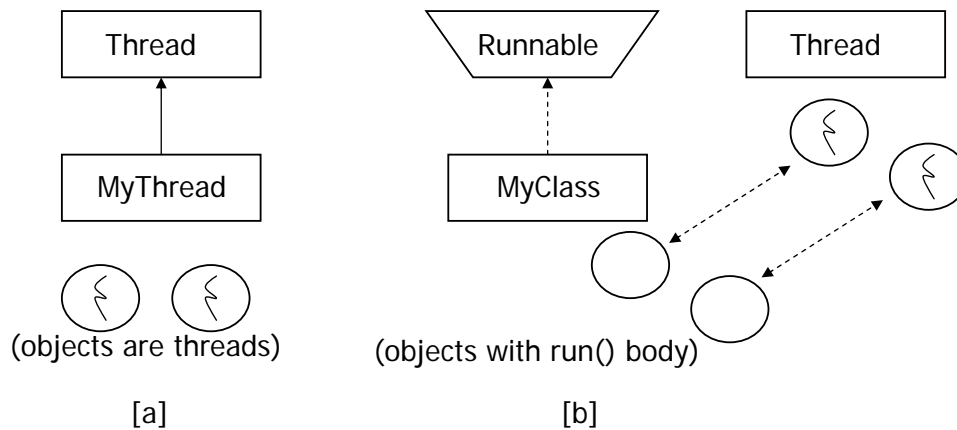 Thread
MyThread
(objects are threads)
[a]
Runnable
Thread
MyClass
(objects with run() body)
[b]